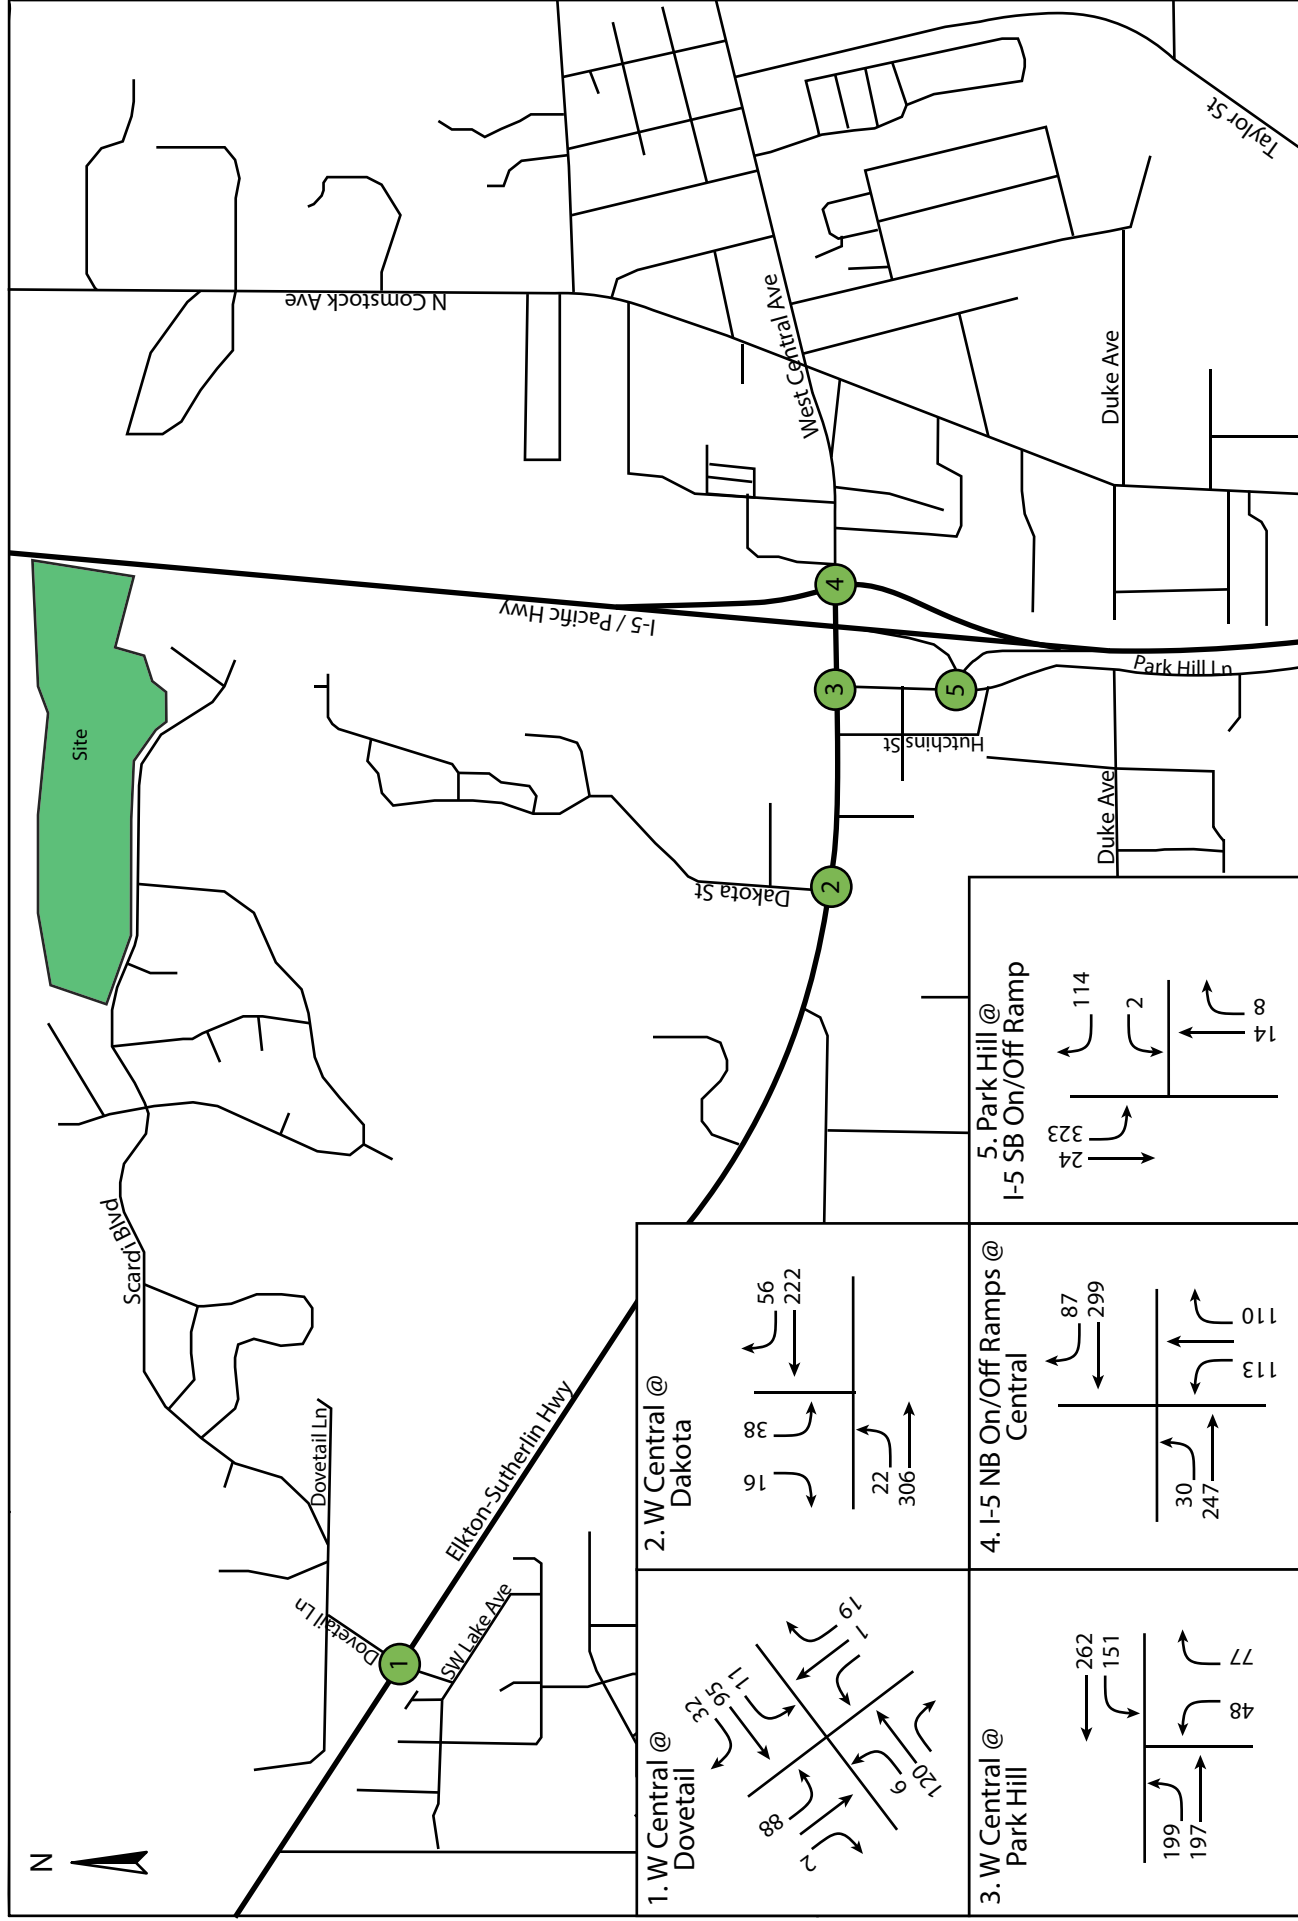 N
Site
Scardi Blvd
Dovetail Ln
Dovetail Ln
Elkton-Sutherlin Hwy
SW Lake Ave
Dakota St
I-5 / Pacific Hwy
N Comstock Ave
West Central Ave
Hutchins St
Park Hill Ln
Duke Ave
Duke Ave
Taylor St
1
2
3
4
5
1. W Central @
Dovetail
32
95
11
19
1
88
2
6
120
2. W Central @
Dakota
16
38
56
222
22
306
3. W Central @
Park Hill
262
151
199
197
48
77
4. I-5 NB On/Off Ramps @
Central
87
299
30
247
113
110
5. Park Hill @
I-5 SB On/Off Ramp
24
323
114
2
14
8